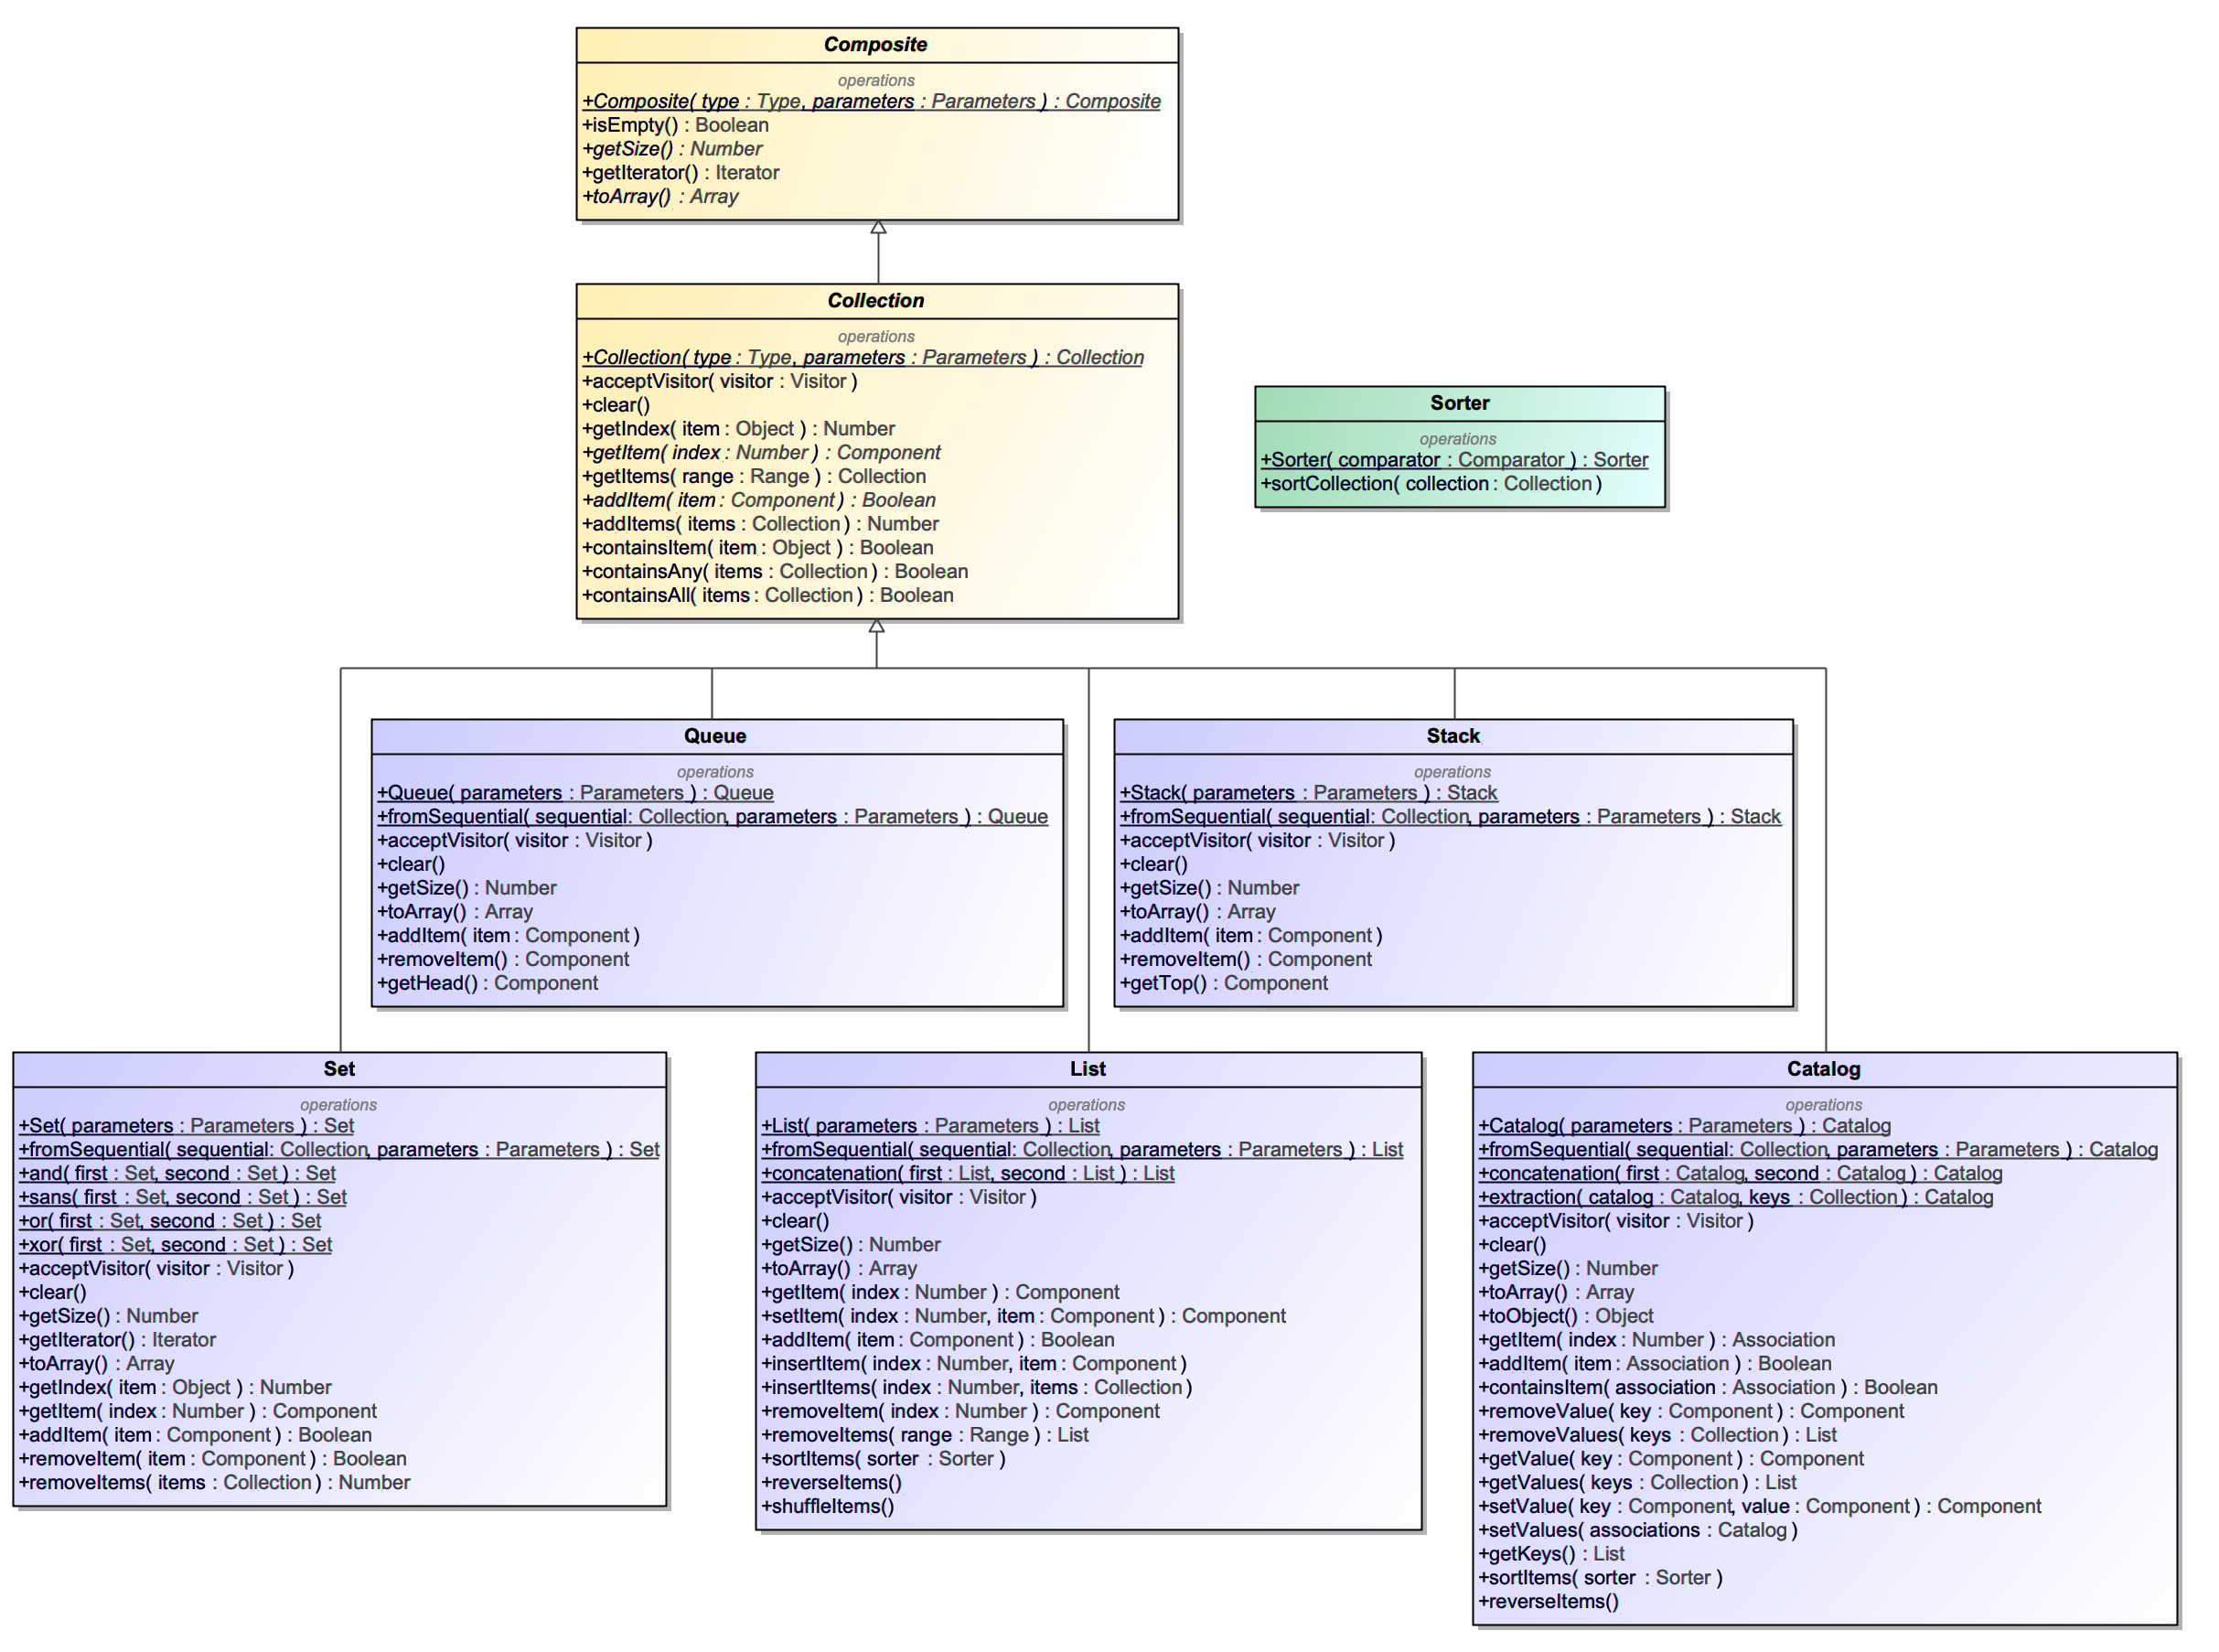 Composite
operations
+Composite( type : Type, parameters : Parameters ) : Composite
+isEmpty() : Boolean
+getSize() : Number
+getIterator() : Iterator
+toArray() : Array
Collection
operations
+Collection( type : Type, parameters : Parameters ) : Collection
+acceptVisitor( visitor : Visitor )
+clear()
+getIndex( item : Object ) : Number
+getItem( index : Number ) : Component
+getItems( range : Range ) : Collection
+addItem( item : Component ) : Boolean
+addItems( items : Collection ) : Number
+containsItem( item : Object ) : Boolean
+containsAny( items : Collection ) : Boolean
+containsAll( items : Collection ) : Boolean
Sorter
operations
+Sorter( comparator : Comparator ) : Sorter
+sortCollection( collection : Collection )
Queue
operations
+Queue( parameters : Parameters ) : Queue
+fromSequential( sequential: Collection, parameters : Parameters ) : Queue
+acceptVisitor( visitor : Visitor )
+clear()
+getSize() : Number
+toArray() : Array
+addItem( item : Component )
+removeItem() : Component
+getHead() : Component
Stack
operations
+Stack( parameters : Parameters ) : Stack
+fromSequential( sequential: Collection, parameters : Parameters ) : Stack
+acceptVisitor( visitor : Visitor )
+clear()
+getSize() : Number
+toArray() : Array
+addItem( item : Component )
+removeItem() : Component
+getTop() : Component
Set
operations
+Set( parameters : Parameters ) : Set
+fromSequential( sequential: Collection, parameters : Parameters ) : Set
+and( first : Set, second : Set ) : Set
+sans( first : Set, second : Set ) : Set
+or( first : Set, second : Set ) : Set
+xor( first : Set, second : Set ) : Set
+acceptVisitor( visitor : Visitor )
+clear()
+getSize() : Number
+getIterator() : Iterator
+toArray() : Array
+getIndex( item : Object ) : Number
+getItem( index : Number ) : Component
+addItem( item : Component ) : Boolean
+removeItem( item : Component ) : Boolean
+removeItems( items : Collection ) : Number
List
operations
+List( parameters : Parameters ) : List
+fromSequential( sequential: Collection, parameters : Parameters ) : List
+concatenation( first : List, second : List ) : List
+acceptVisitor( visitor : Visitor )
+clear()
+getSize() : Number
+toArray() : Array
+getItem( index : Number ) : Component
+setItem( index : Number, item : Component ) : Component
+addItem( item : Component ) : Boolean
+insertItem( index : Number, item : Component )
+insertItems( index : Number, items : Collection )
+removeItem( index : Number ) : Component
+removeItems( range : Range ) : List
+sortItems( sorter : Sorter )
+reverseItems()
+shuffleItems()
Catalog
operations
+Catalog( parameters : Parameters ) : Catalog
+fromSequential( sequential: Collection, parameters : Parameters ) : Catalog
+concatenation( first : Catalog, second : Catalog ) : Catalog
+extraction( catalog : Catalog, keys : Collection ) : Catalog
+acceptVisitor( visitor : Visitor )
+clear()
+getSize() : Number
+toArray() : Array
+toObject() : Object
+getItem( index : Number ) : Association
+addItem( item : Association ) : Boolean
+containsItem( association : Association ) : Boolean
+removeValue( key : Component ) : Component
+removeValues( keys : Collection ) : List
+getValue( key : Component ) : Component
+getValues( keys : Collection ) : List
+setValue( key : Component, value : Component ) : Component
+setValues( associations : Catalog )
+getKeys() : List
+sortItems( sorter : Sorter )
+reverseItems()